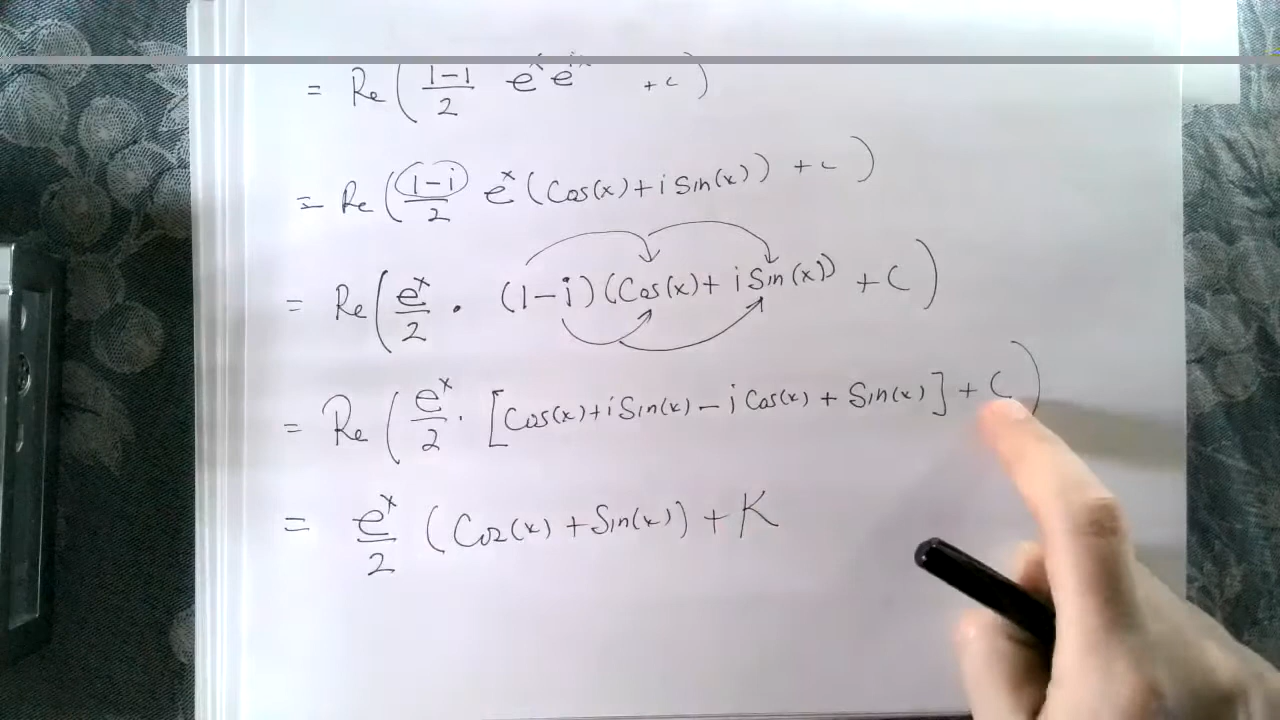 = Re( 1-i/2 e^x e^ix + c )
= Re( (1-i)/2 e^x (Cos(x)+i Sin(x)) + c )
= Re( e^x/2 · (1-i)(Cos(x)+ i Sin(x)) + C )
= Re( e^x/2 · [Cos(x)+i Sin(x) - i Cos(x) + Sin(x)] + C )
= e^x/2 (Cos(x) + Sin(x)) + K